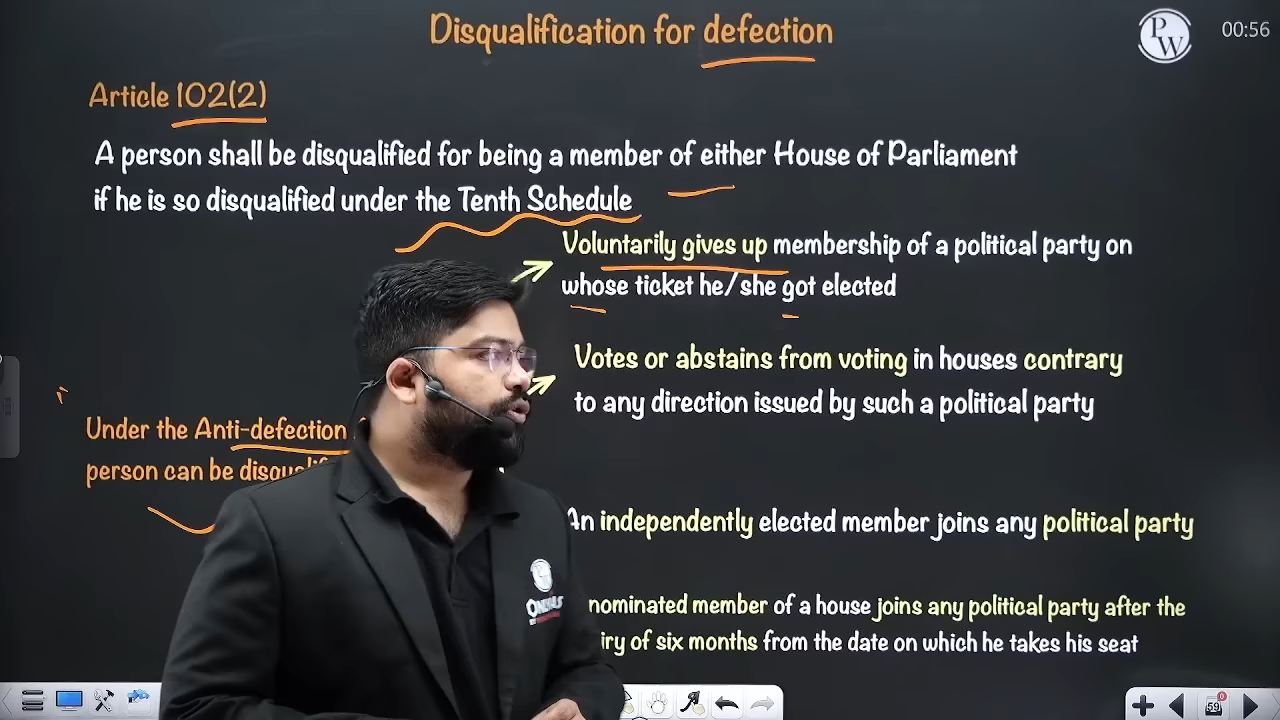 Disqualification for defection
PW
00:56
Article 102(2)
A person shall be disqualified for being a member of either House of Parliament
if he is so disqualified under the Tenth Schedule
Voluntarily gives up membership of a political party on
whose ticket he/she got elected
Votes or abstains from voting in houses contrary
to any direction issued by such a political party
Under the Anti-defection
person can be
An independently elected member joins any political party
nominated member of a house joins any political party after the
of six months from the date on which he takes his seat
59